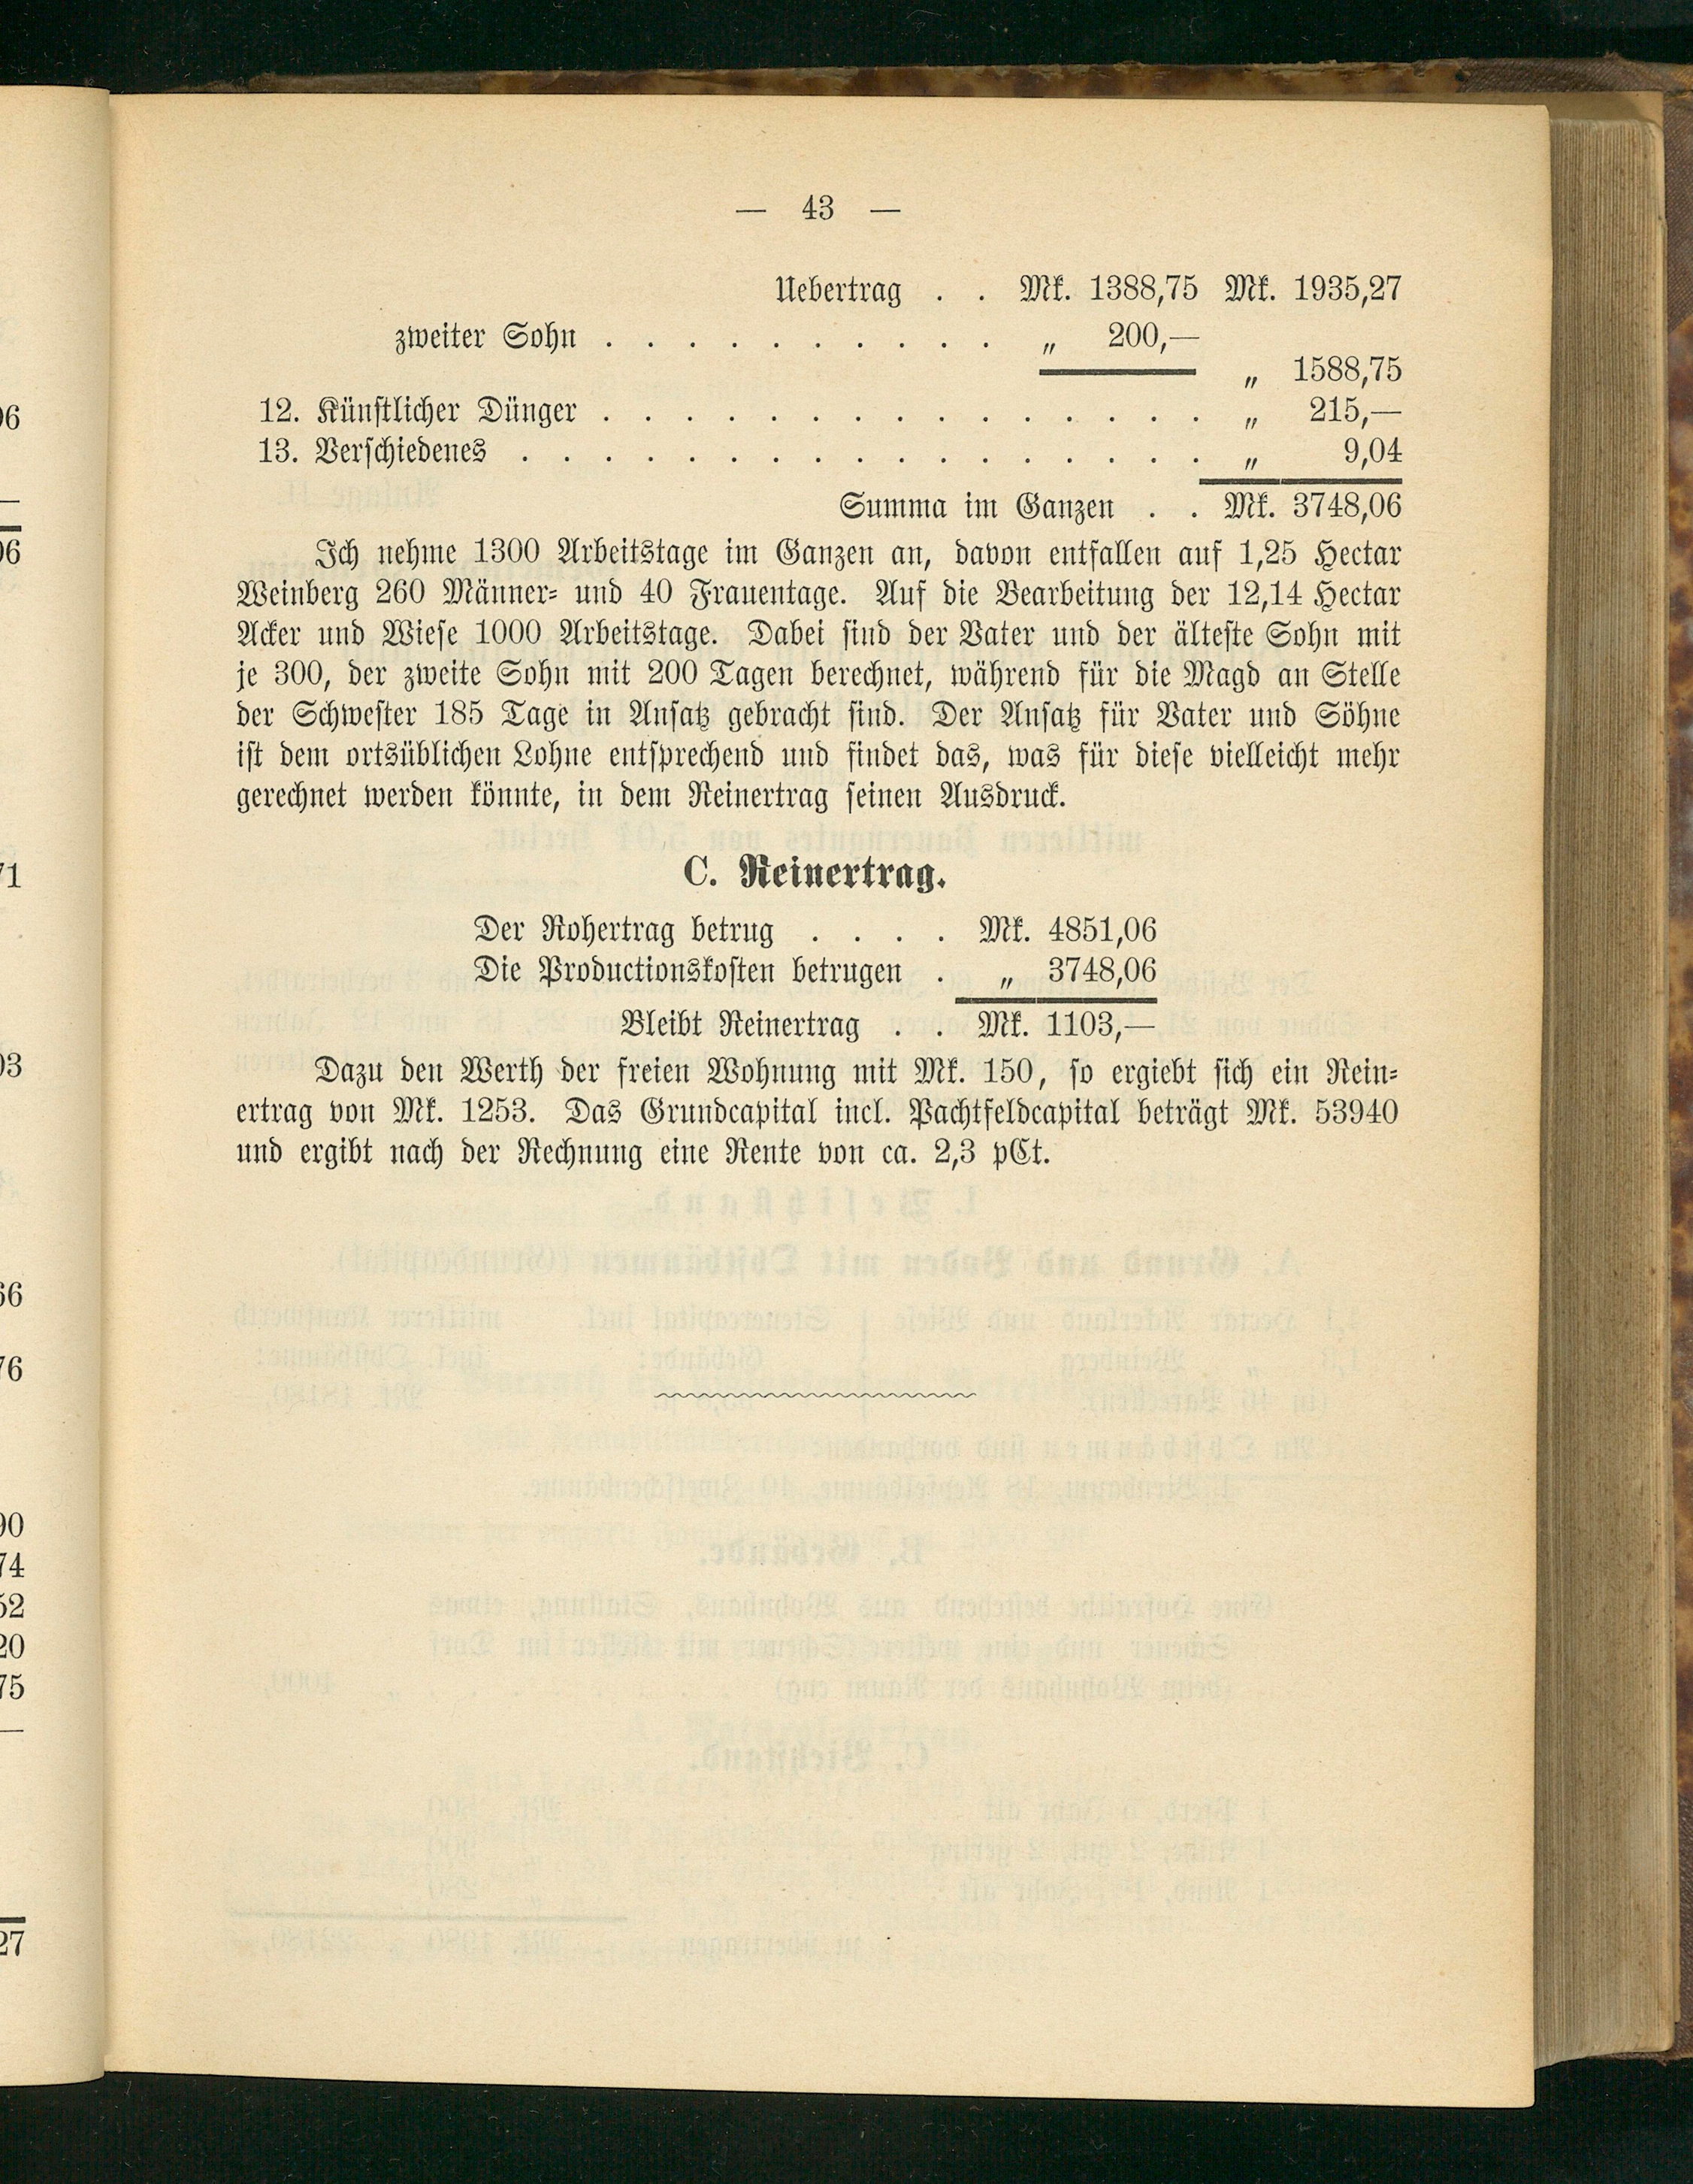 — 43 —
Uebertrag . . Mk. 1388,75 Mk. 1935,27
zweiter Sohn . . . . . . . . . . „ 200,—
„ 1588,75
12. Künstlicher Dünger . . . . . . . . . . . . . . . „ 215,—
13. Verschiedenes . . . . . . . . . . . . . . . . . „ 9,04
Summa im Ganzen . . Mk. 3748,06
Ich nehme 1300 Arbeitstage im Ganzen an, davon entfallen auf 1,25 Hectar
Weinberg 260 Männer- und 40 Frauentage. Auf die Bearbeitung der 12,14 Hectar
Acker und Wiese 1000 Arbeitstage. Dabei sind der Vater und der älteste Sohn mit
je 300, der zweite Sohn mit 200 Tagen berechnet, während für die Magd an Stelle
der Schwester 185 Tage in Ansatz gebracht sind. Der Ansatz für Vater und Söhne
ist dem ortsüblichen Lohne entsprechend und findet das, was für diese vielleicht mehr
gerechnet werden könnte, in dem Reinertrag seinen Ausdruck.
C. Reinertrag.
Der Rohertrag betrug . . . . Mk. 4851,06
Die Productionskosten betrugen . „ 3748,06
Bleibt Reinertrag . . Mk. 1103,—
Dazu den Werth der freien Wohnung mit Mk. 150, so ergiebt sich ein Rein-
ertrag von Mk. 1253. Das Grundcapital incl. Pachtfeldcapital beträgt Mk. 53940
und ergibt nach der Rechnung eine Rente von ca. 2,3 pCt.